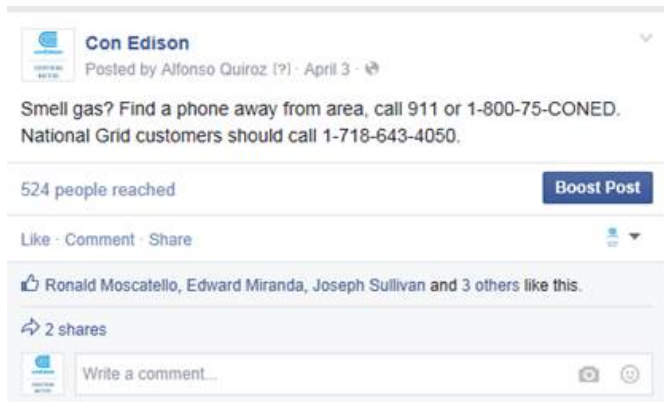 Con Edison
Posted by Alfonso Quiroz [?] · April 3 ·
Smell gas? Find a phone away from area, call 911 or 1-800-75-CONED.
National Grid customers should call 1-718-643-4050.
524 people reached
Boost Post
Like · Comment · Share
Ronald Moscatello, Edward Miranda, Joseph Sullivan and 3 others like this.
2 shares
Write a comment...